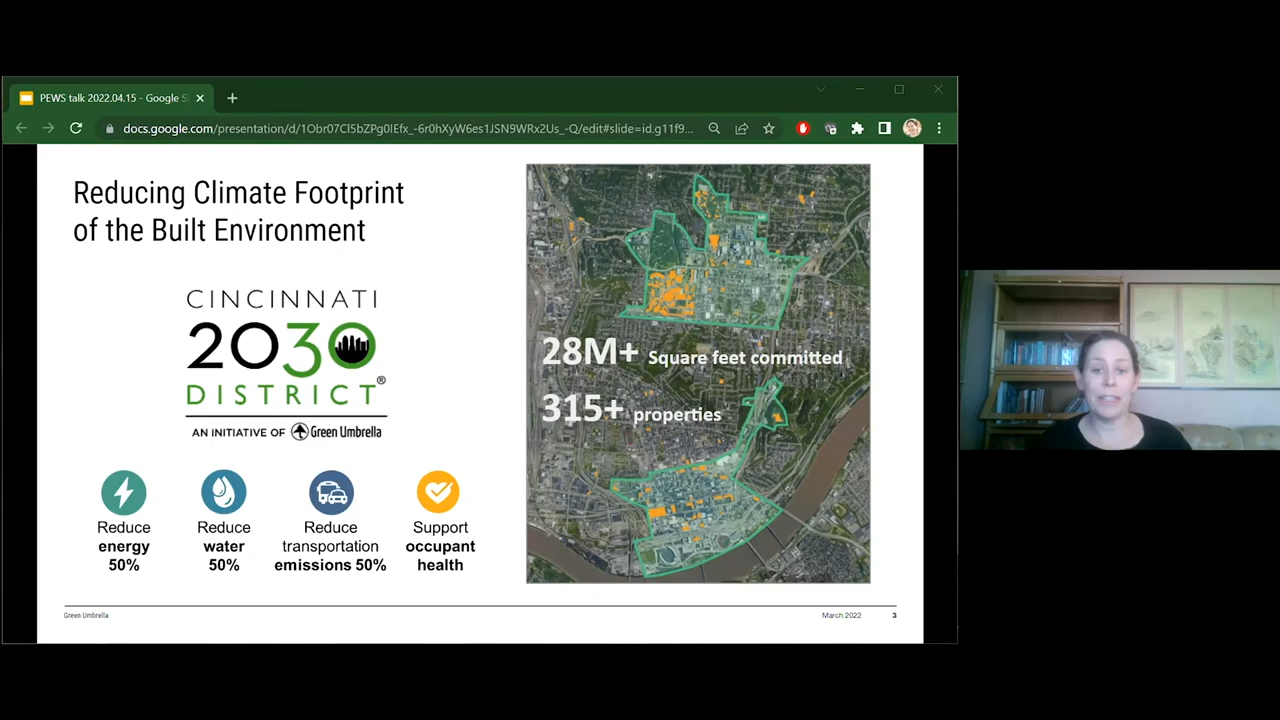 PEWS talk 2022.04.15 - Google S
docs.google.com/presentation/d/1Obr07CI5bZPg0IEfx_-6r0hXyW6es1JSN9WRx2Us_-Q/edit#slide=id.g11f9...
Reducing Climate Footprint
of the Built Environment
CINCINNATI
2030
DISTRICT®
AN INITIATIVE OF Green Umbrella
28M+ Square feet committed
315+ properties
Reduce
energy
50%
Reduce
water
50%
Reduce
transportation
emissions 50%
Support
occupant
health
Green Umbrella
March 2022
3